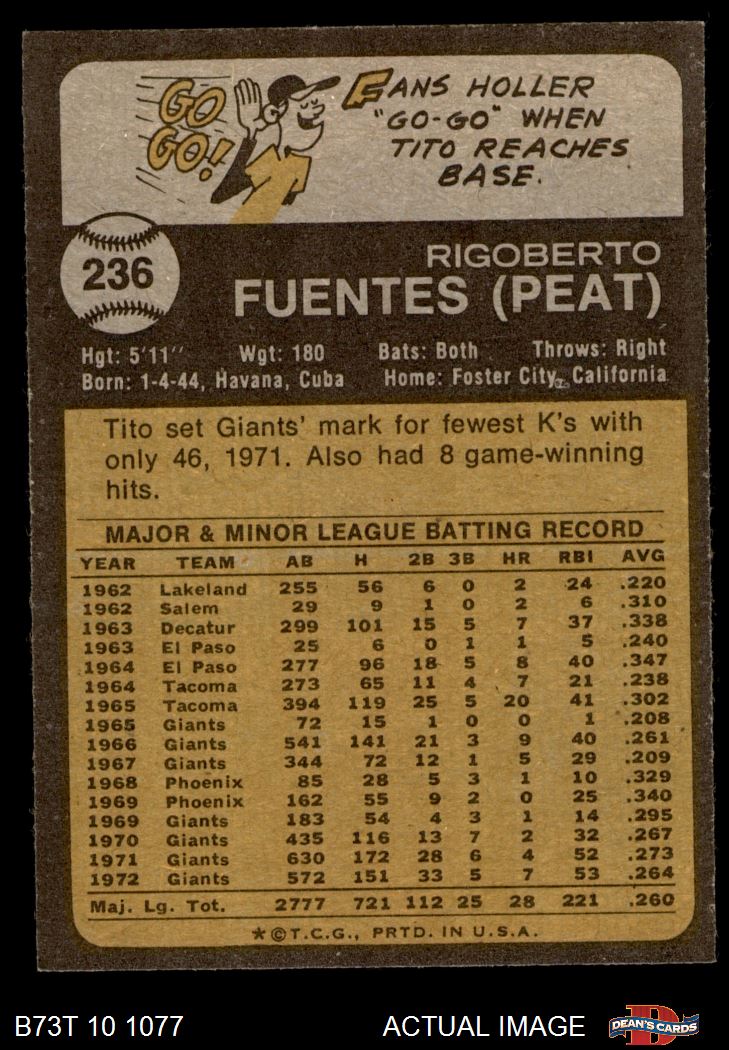 GO
GO!
FANS HOLLER
"GO-GO" WHEN
TITO REACHES
BASE.
236
RIGOBERTO
FUENTES (PEAT)
Hgt: 5'11" Wgt: 180 Bats: Both Throws: Right
Born: 1-4-44, Havana, Cuba Home: Foster City, California
Tito set Giants' mark for fewest K's with
only 46, 1971. Also had 8 game-winning
hits.
MAJOR & MINOR LEAGUE BATTING RECORD
YEAR TEAM AB H 2B 3B HR RBI AVG
1962 Lakeland 255 56 6 0 2 24 .220
1962 Salem 29 9 1 0 2 6 .310
1963 Decatur 299 101 15 5 7 37 .338
1963 El Paso 25 6 0 1 1 5 .240
1964 El Paso 277 96 18 5 8 40 .347
1964 Tacoma 273 65 11 4 7 21 .238
1965 Tacoma 394 119 25 5 20 41 .302
1965 Giants 72 15 1 0 0 1 .208
1966 Giants 541 141 21 3 9 40 .261
1967 Giants 344 72 12 1 5 29 .209
1968 Phoenix 85 28 5 3 1 10 .329
1969 Phoenix 162 55 9 2 0 25 .340
1969 Giants 183 54 4 3 1 14 .295
1970 Giants 435 116 13 7 2 32 .267
1971 Giants 630 172 28 6 4 52 .273
1972 Giants 572 151 33 5 7 53 .264
Maj. Lg. Tot. 2777 721 112 25 28 221 .260
*©T.C.G., PRTD. IN U.S.A.
B73T 10 1077 ACTUAL IMAGE DEAN'S CARDS